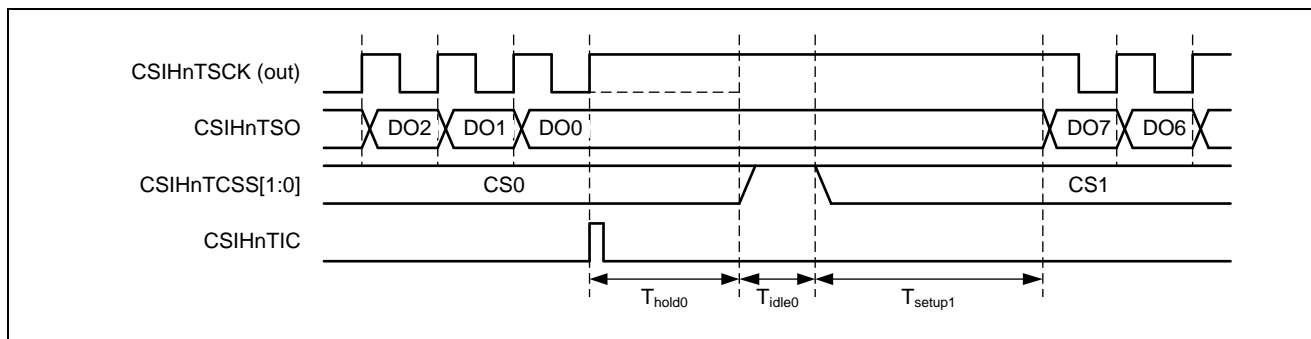 CSIHnTSCK (out)
CSIHnTSO DO2 DO1 DO0 DO7 DO6
CSIHnTCSS[1:0] CS0 CS1
CSIHnTIC
Thold0 Tidle0 Tsetup1